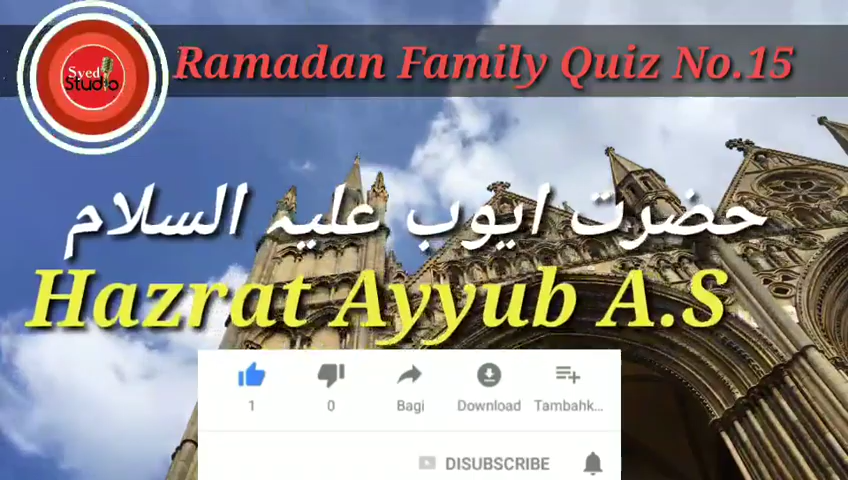 Syed
Studio
Ramadan Family Quiz No.15
حضرت ایوب علیہ السلام
Hazrat Ayyub A.S
1 0 Bagi Download Tambahk...
DISUBSCRIBE